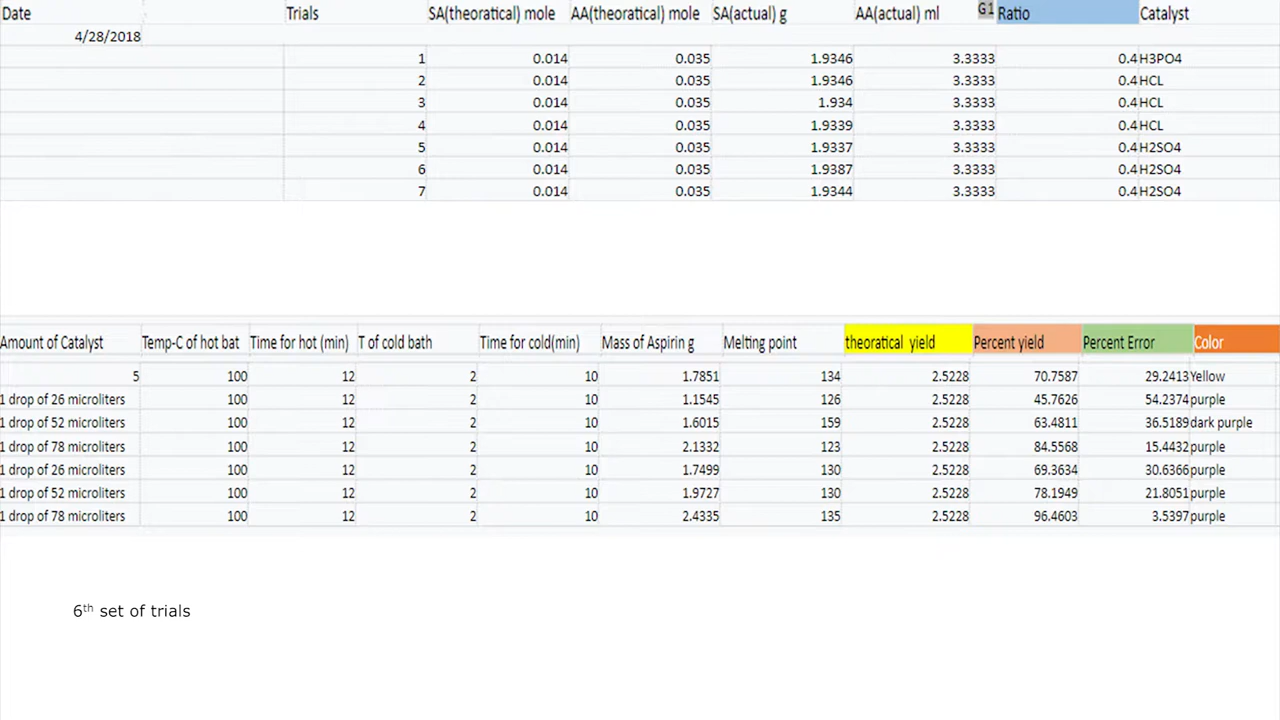 Date Trials SA(theoratical) mole AA(theoratical) mole SA(actual) g AA(actual) ml G1 Ratio Catalyst
4/28/2018
1 0.014 0.035 1.9346 3.3333 0.4 H3PO4
2 0.014 0.035 1.9346 3.3333 0.4 HCL
3 0.014 0.035 1.934 3.3333 0.4 HCL
4 0.014 0.035 1.9339 3.3333 0.4 HCL
5 0.014 0.035 1.9337 3.3333 0.4 H2SO4
6 0.014 0.035 1.9387 3.3333 0.4 H2SO4
7 0.014 0.035 1.9344 3.3333 0.4 H2SO4
Amount of Catalyst Temp-C of hot bat Time for hot (min) T of cold bath Time for cold(min) Mass of Aspirin g Melting point theoratical yield Percent yield Percent Error Color
5 100 12 2 10 1.7851 134 2.5228 70.7587 29.2413 Yellow
1 drop of 26 microliters 100 12 2 10 1.1545 126 2.5228 45.7626 54.2374 purple
1 drop of 52 microliters 100 12 2 10 1.6015 159 2.5228 63.4811 36.5189 dark purple
1 drop of 78 microliters 100 12 2 10 2.1332 123 2.5228 84.5568 15.4432 purple
1 drop of 26 microliters 100 12 2 10 1.7499 130 2.5228 69.3634 30.6366 purple
1 drop of 52 microliters 100 12 2 10 1.9727 130 2.5228 78.1949 21.8051 purple
1 drop of 78 microliters 100 12 2 10 2.4335 135 2.5228 96.4603 3.5397 purple
6th set of trials